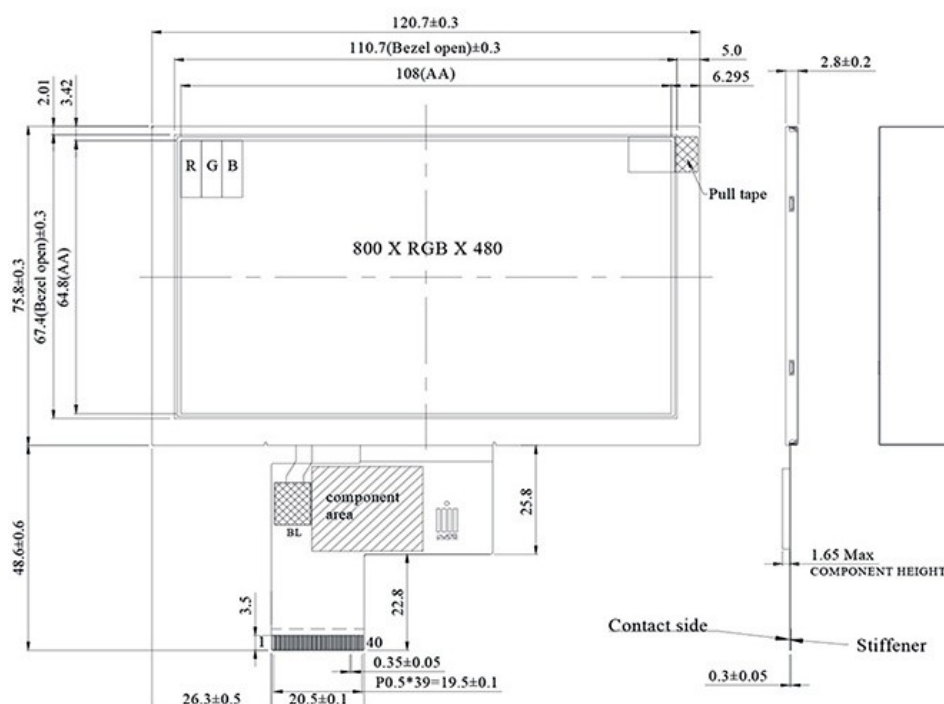 120.7±0.3
110.7(Bezel open)±0.3
5.0
2.8±0.2
108(AA)
6.295
2.01
3.42
R G B
Pull tape
800 X RGB X 480
75.8±0.3
67.4(Bezel open)±0.3
64.8(AA)
component
area
BL
25.8
48.6±0.6
1.65 Max
COMPONENT HEIGHT
22.8
3.5
1
40
Contact side
Stiffener
0.35±0.05
P0.5*39=19.5±0.1
0.3±0.05
26.3±0.5
20.5±0.1